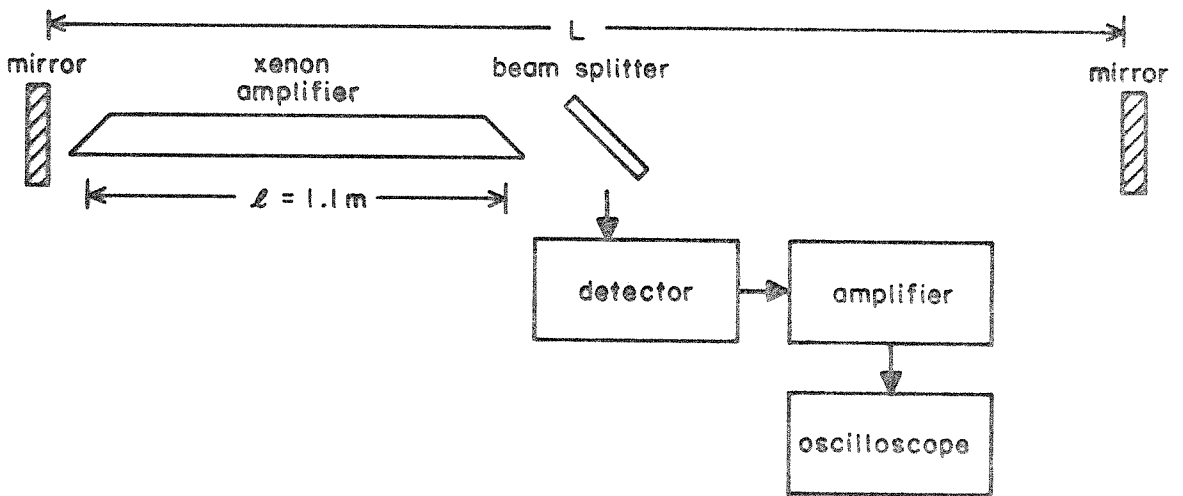 L
mirror
xenon
amplifier
beam splitter
mirror
ℓ = 1.1 m
detector
amplifier
oscilloscope